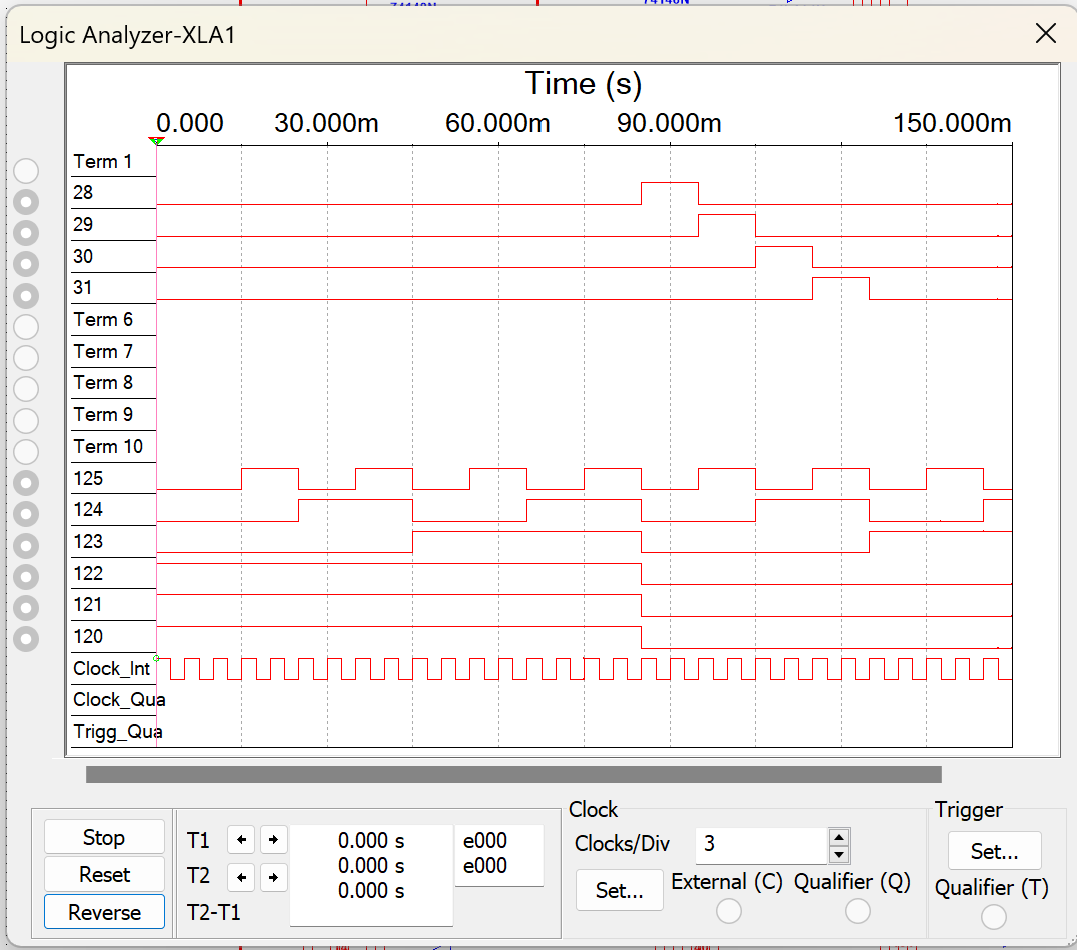 74148N
74148N
Logic Analyzer-XLA1
Time (s)
0.000 30.000m 60.000m 90.000m 150.000m
Term 1
28
29
30
31
Term 6
Term 7
Term 8
Term 9
Term 10
125
124
123
122
121
120
Clock_Int
Clock_Qua
Trigg_Qua
Stop
Reset
Reverse
T1
T2
T2-T1
0.000 s
0.000 s
0.000 s
e000
e000
Clock
Clocks/Div 3
Set...
External (C) Qualifier (Q)
Trigger
Set...
Qualifier (T)